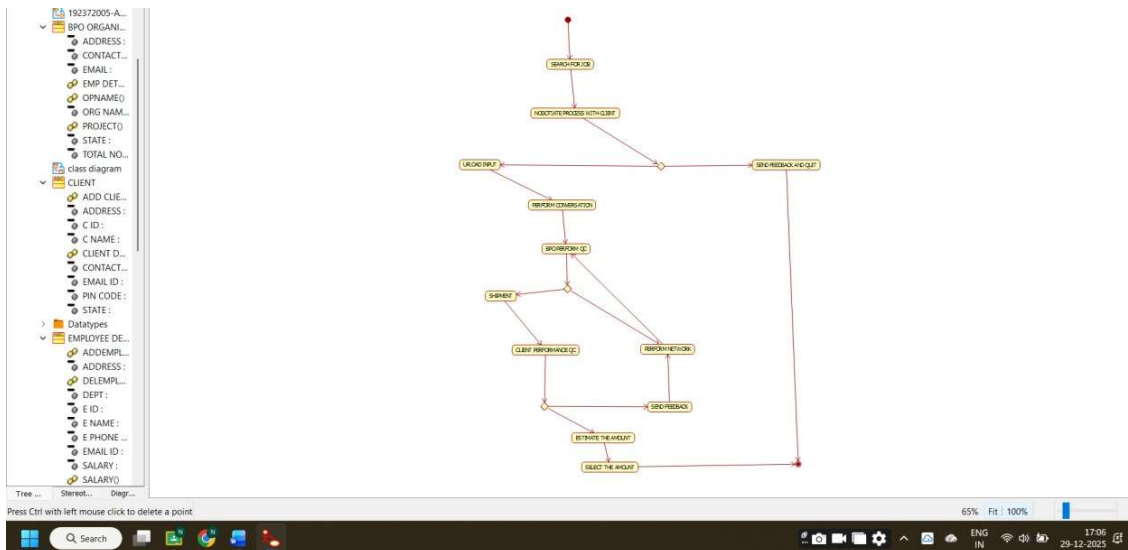 192372005-A...
BPO ORGANI...
ADDRESS :
CONTACT...
EMAIL :
EMP DET...
OPNAME()
ORG NAM...
PROJECT()
STATE :
TOTAL NO...
class diagram
CLIENT
ADD CLIE...
ADDRESS :
C ID :
C NAME :
CLIENT D...
CONTACT...
EMAIL ID :
PIN CODE :
STATE :
Datatypes
EMPLOYEE DE...
ADDEMPL...
ADDRESS :
DELEMPL...
DEPT :
E ID :
E NAME :
E PHONE ...
EMAIL ID :
SALARY :
SALARY()
Tree ... Stereot... Diagr...
SEARCH FOR JOB
NOBOTIATE PROCESS WITH CLIENT
UPLOAD INPUT
SEND FEEDBACK AND QUIT
PERFORM CONVERSATION
BPO PERFORM QC
SHIPMENT
CLIENT PERFORMANCE QC
PERFORM NETWORK
SEND FEEDBACK
ESTIMATE THE AMOUNT
SELECT THE AMOUNT
Press Ctrl with left mouse click to delete a point
65% Fit 100%
Search
ENG
IN
17:06
29-12-2025